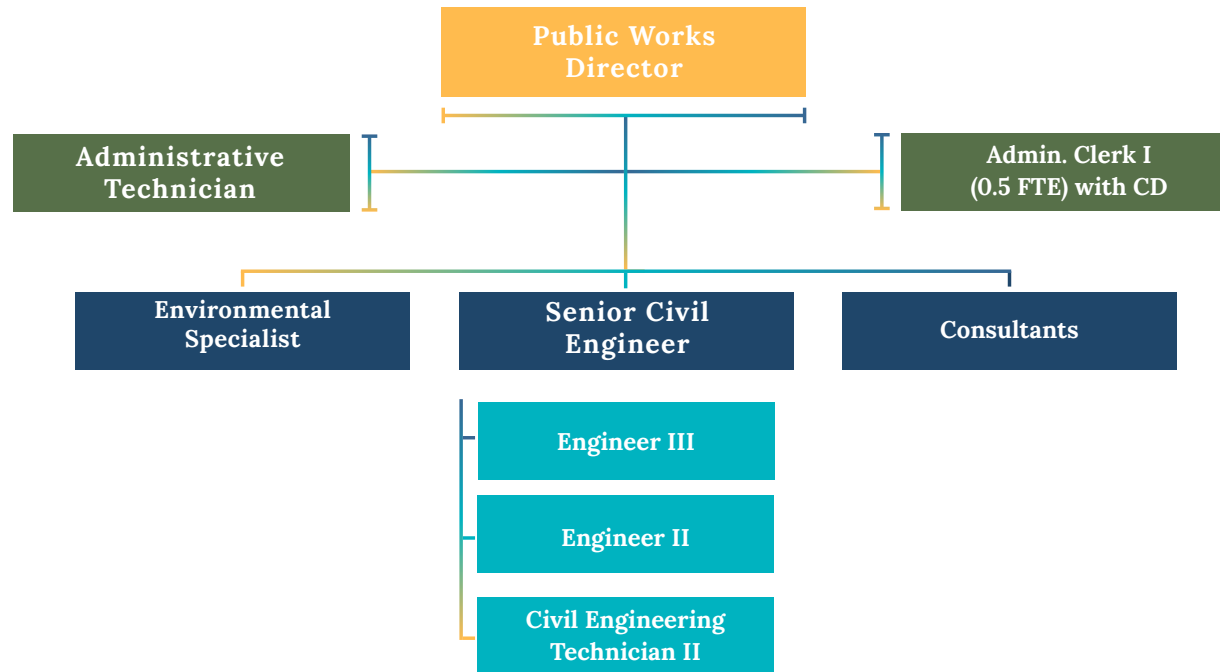 Public Works
Director
Administrative
Technician
Admin. Clerk I
(0.5 FTE) with CD
Environmental
Specialist
Senior Civil
Engineer
Consultants
Engineer III
Engineer II
Civil Engineering
Technician II